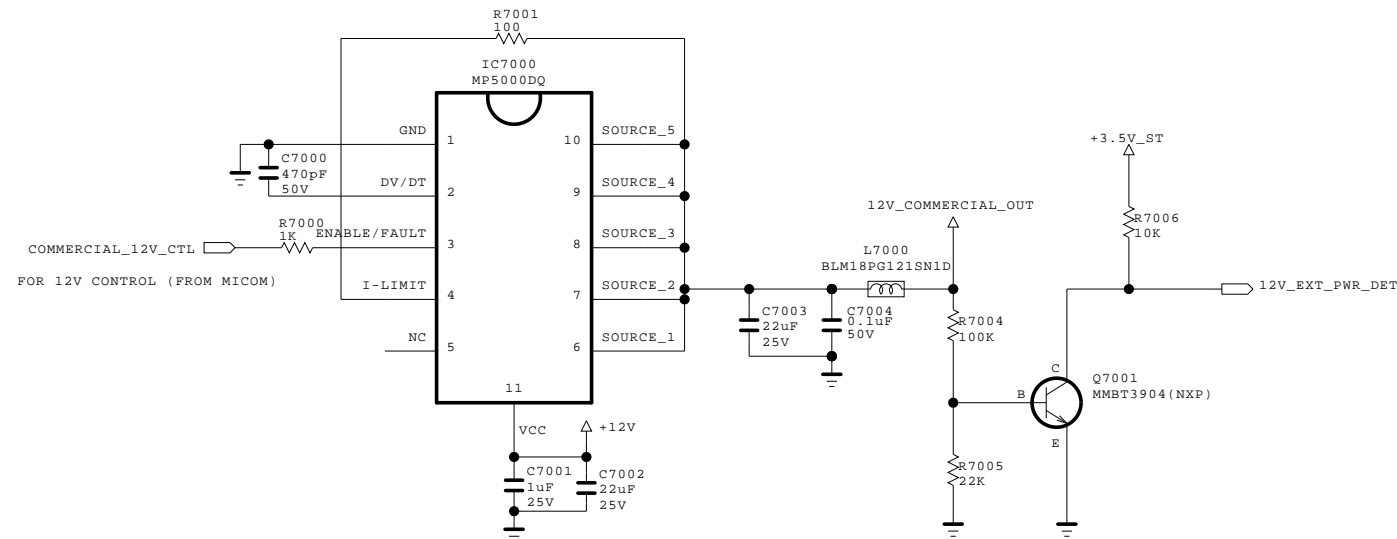 R7001
100
IC7000
MP5000DQ
GND
1
10
SOURCE_5
C7000
470pF
50V
DV/DT
2
9
SOURCE_4
R7000
1K
ENABLE/FAULT
3
8
SOURCE_3
COMMERCIAL_12V_CTL
FOR 12V CONTROL (FROM MICOM)
I-LIMIT
4
7
SOURCE_2
NC
5
6
SOURCE_1
11
VCC
+12V
C7001
1uF
25V
C7002
22uF
25V
C7003
22uF
25V
C7004
0.1uF
50V
L7000
BLM18PG121SN1D
12V_COMMERCIAL_OUT
R7004
100K
R7005
22K
+3.5V_ST
R7006
10K
12V_EXT_PWR_DET
C
B
E
Q7001
MMBT3904(NXP)